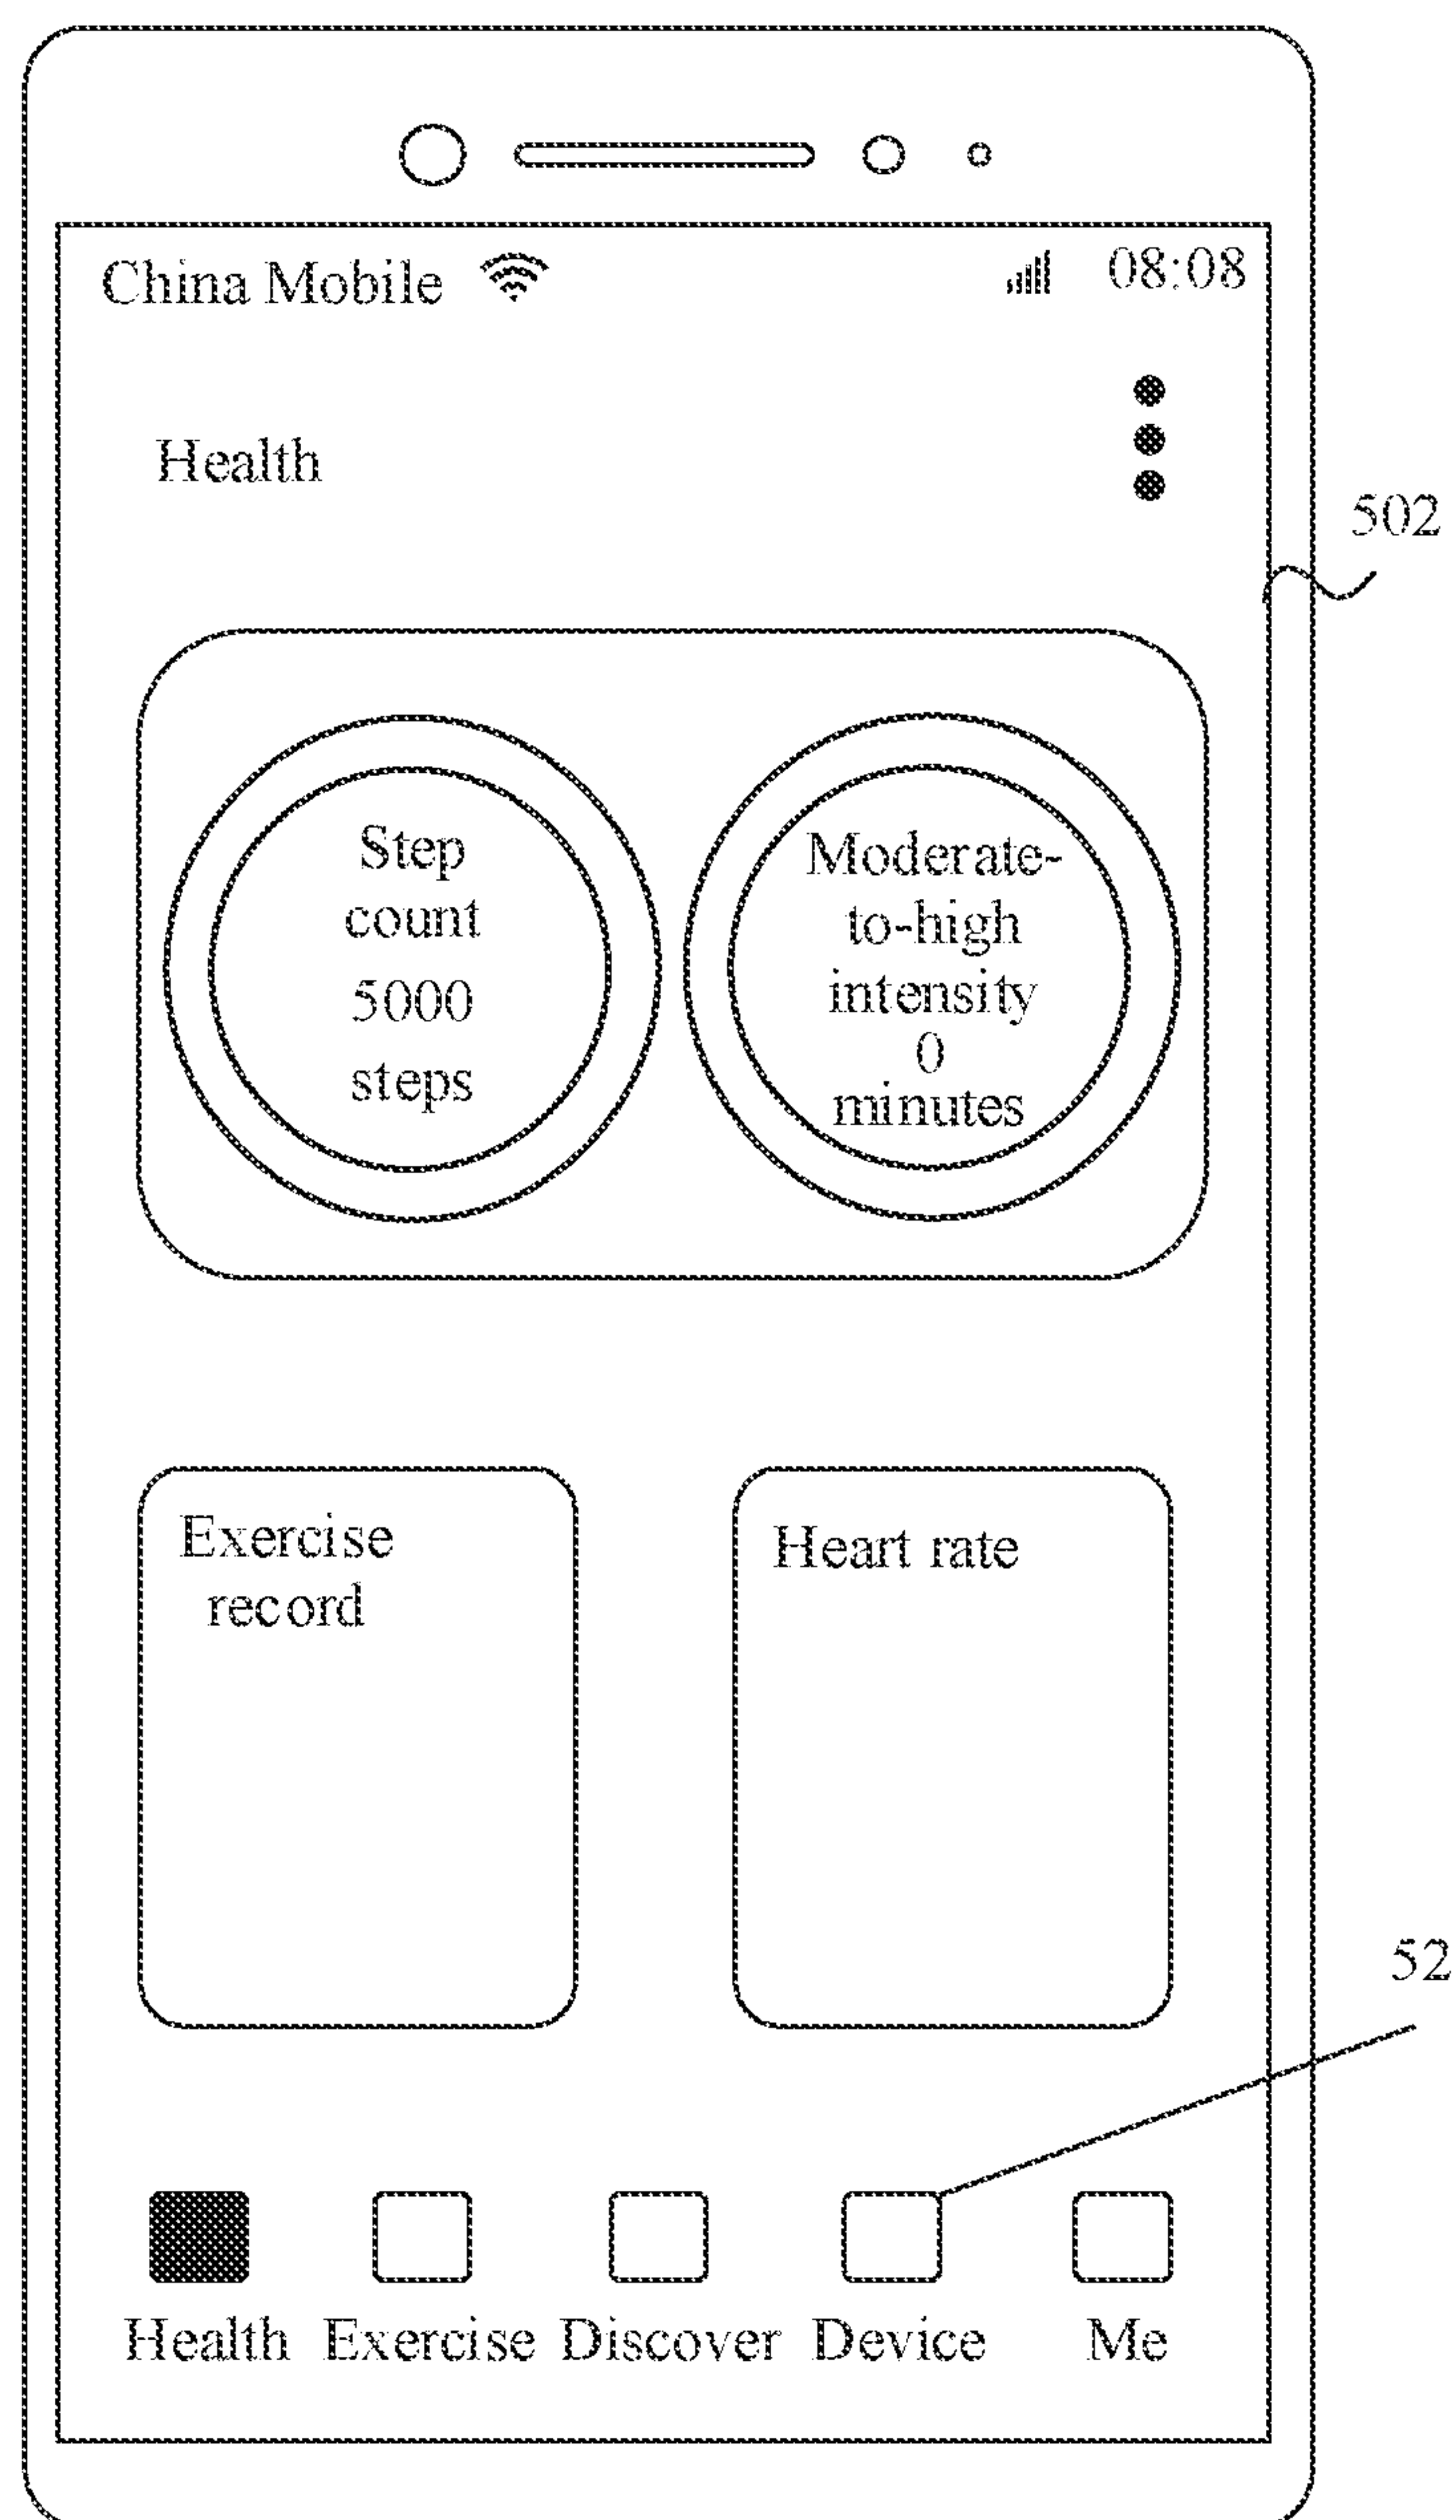 China Mobile 08:08
Health
502
Step
count
5000
steps
Moderate-
to-high
intensity
0
minutes
Exercise
record
Heart rate
52
Health Exercise Discover Device Me